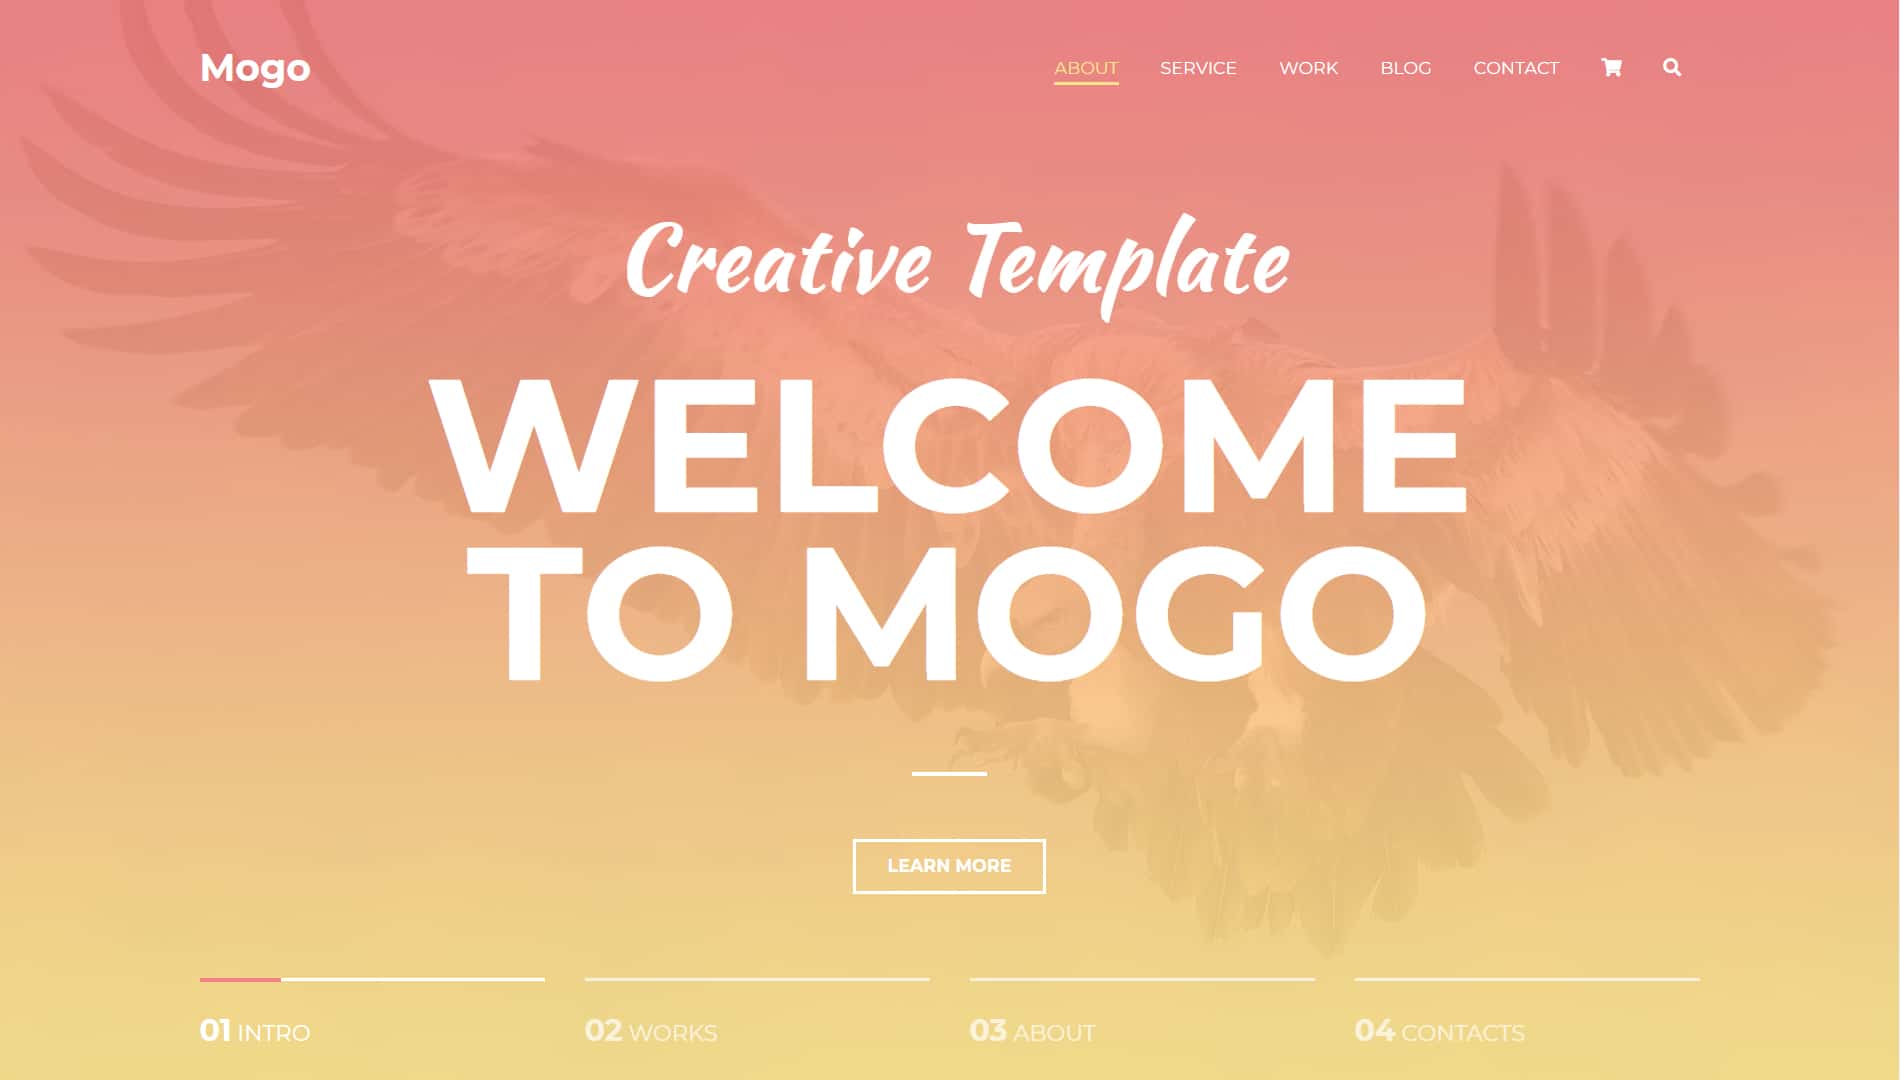 Mogo
ABOUT SERVICE WORK BLOG CONTACT
Creative Template
WELCOME
TO MOGO
LEARN MORE
01 INTRO 02 WORKS 03 ABOUT 04 CONTACTS